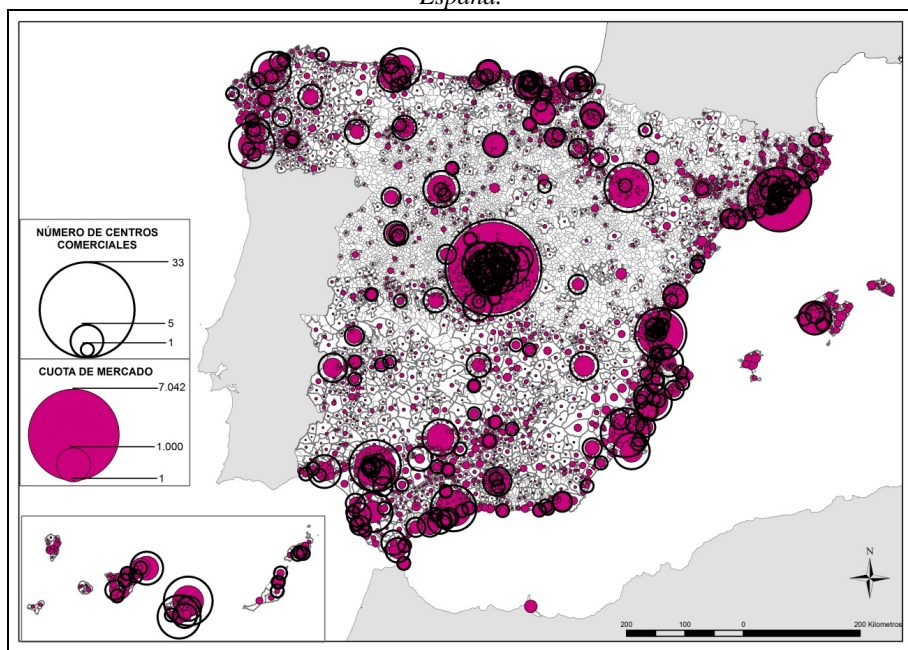 España.
NÚMERO DE CENTROS
COMERCIALES
33
5
1
CUOTA DE MERCADO
7.042
1.000
1
N
200 100 0 200 Kilometros